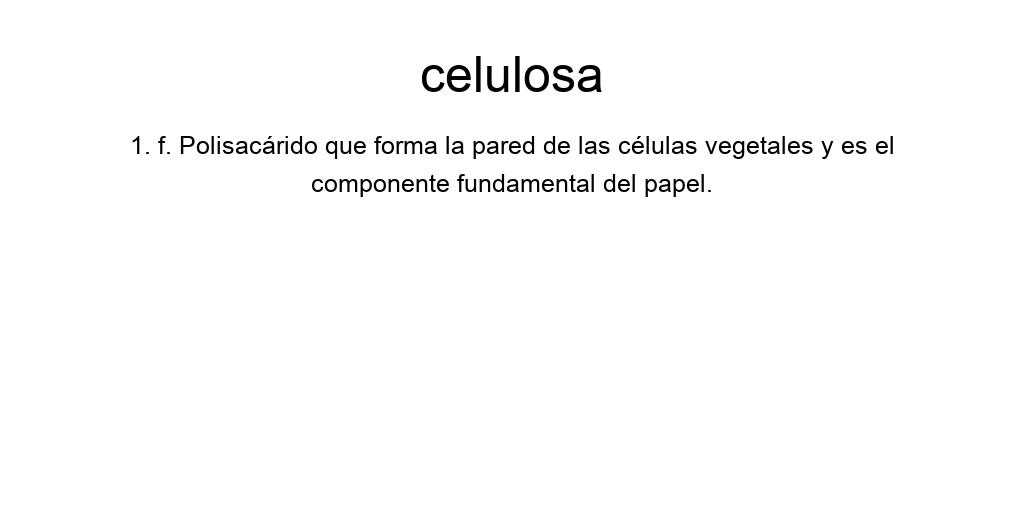 celulosa
1. f. Polisacárido que forma la pared de las células vegetales y es el
componente fundamental del papel.